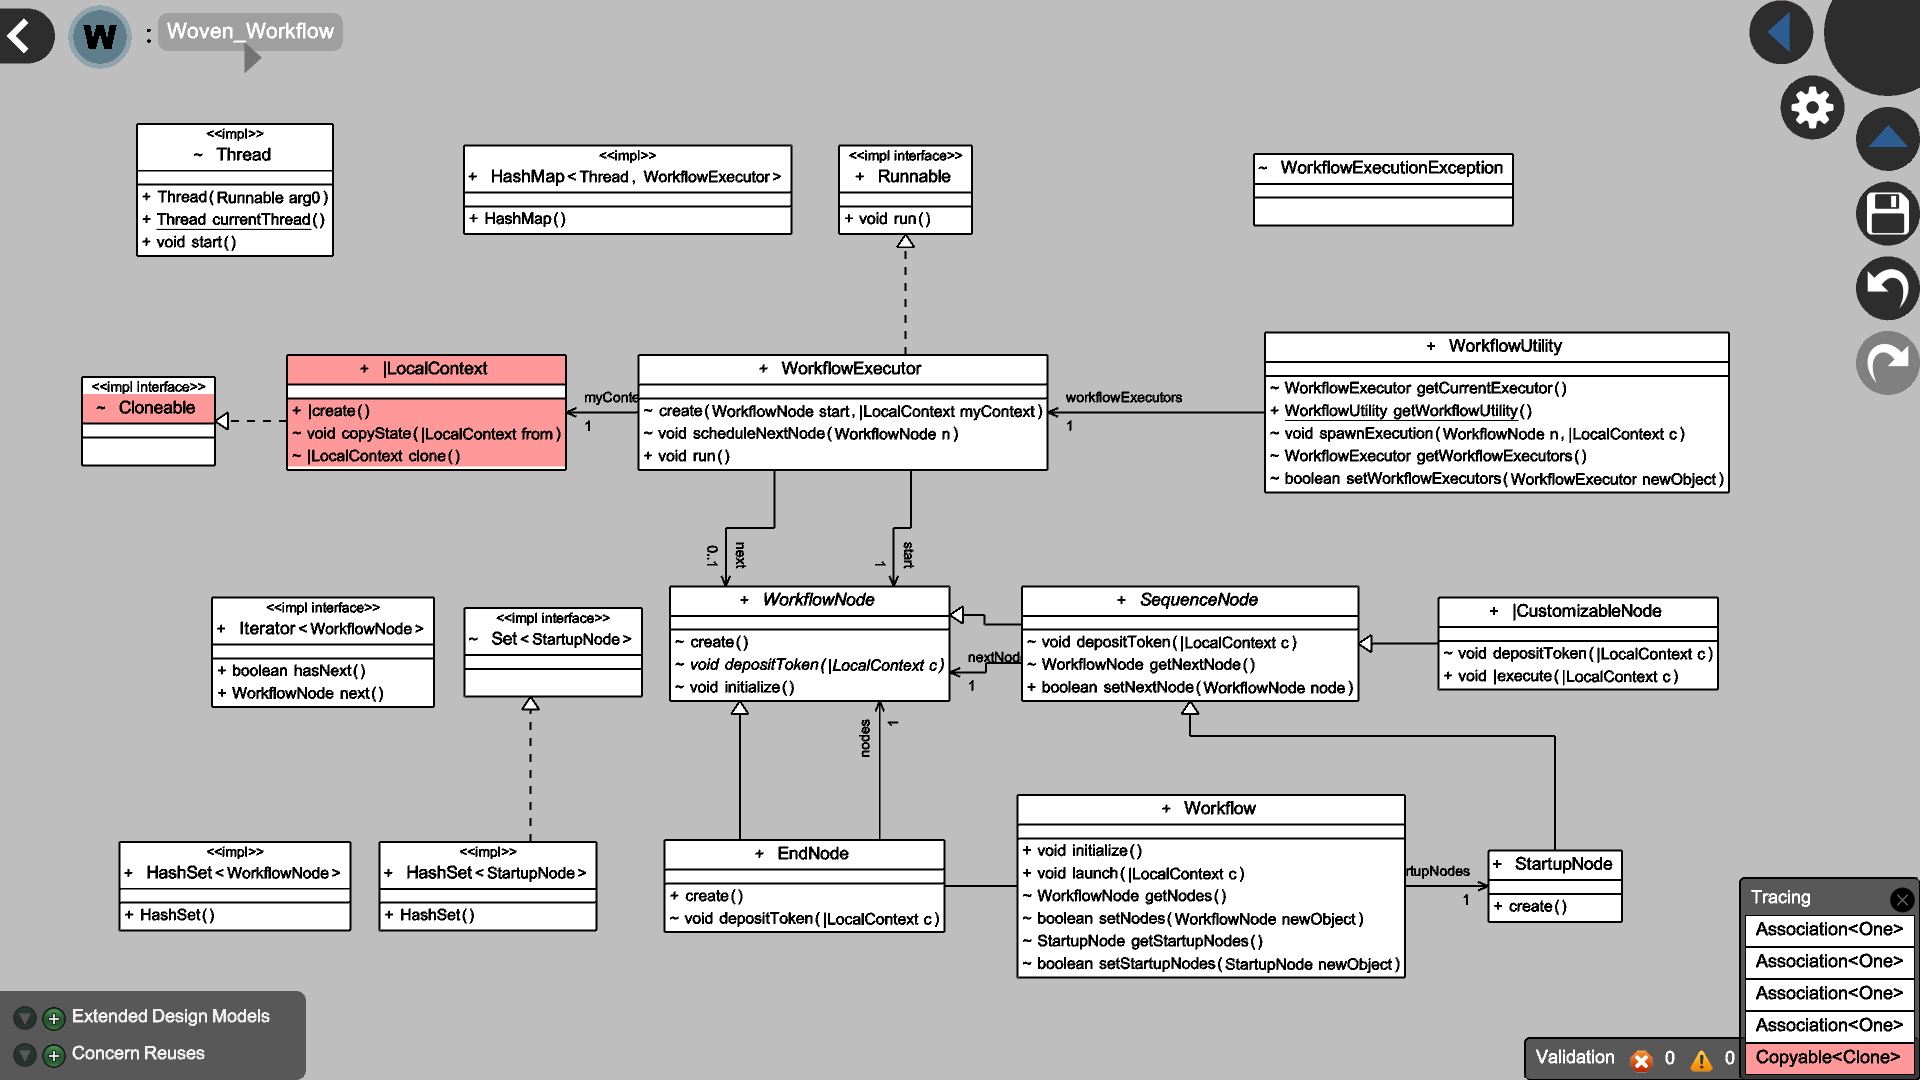 W : Woven_Workflow
<<impl>>
~ Thread
+ Thread(Runnable arg0)
+ Thread currentThread()
+ void start()
<<impl>>
+ HashMap<Thread, WorkflowExecutor>
+ HashMap()
<<impl interface>>
+ Runnable
+ void run()
~ WorkflowExecutionException
<<impl interface>>
~ Cloneable
+ |LocalContext
+ |create()
~ void copyState(|LocalContext from)
~ |LocalContext clone()
myConte
1
+ WorkflowExecutor
~ create(WorkflowNode start, |LocalContext myContext)
~ void scheduleNextNode(WorkflowNode n)
+ void run()
workflowExecutors
1
+ WorkflowUtility
~ WorkflowExecutor getCurrentExecutor()
+ WorkflowUtility getWorkflowUtility()
~ void spawnExecution(WorkflowNode n, |LocalContext c)
~ WorkflowExecutor getWorkflowExecutors()
~ boolean setWorkflowExecutors(WorkflowExecutor newObject)
0..1
next
1
start
<<impl interface>>
+ Iterator<WorkflowNode>
+ boolean hasNext()
+ WorkflowNode next()
<<impl interface>>
~ Set<StartupNode>
+ WorkflowNode
~ create()
~ void depositToken(|LocalContext c)
~ void initialize()
nextNod
1
+ SequenceNode
~ void depositToken(|LocalContext c)
~ WorkflowNode getNextNode()
+ boolean setNextNode(WorkflowNode node)
+ |CustomizableNode
~ void depositToken(|LocalContext c)
+ void |execute(|LocalContext c)
nodes
1
<<impl>>
+ HashSet<WorkflowNode>
+ HashSet()
<<impl>>
+ HashSet<StartupNode>
+ HashSet()
+ EndNode
+ create()
~ void depositToken(|LocalContext c)
+ Workflow
+ void initialize()
+ void launch(|LocalContext c)
~ WorkflowNode getNodes()
~ boolean setNodes(WorkflowNode newObject)
~ StartupNode getStartupNodes()
~ boolean setStartupNodes(StartupNode newObject)
rtupNodes
1
+ StartupNode
+ create()
Tracing
Association<One>
Association<One>
Association<One>
Association<One>
Copyable<Clone>
Extended Design Models
Concern Reuses
Validation 0 0